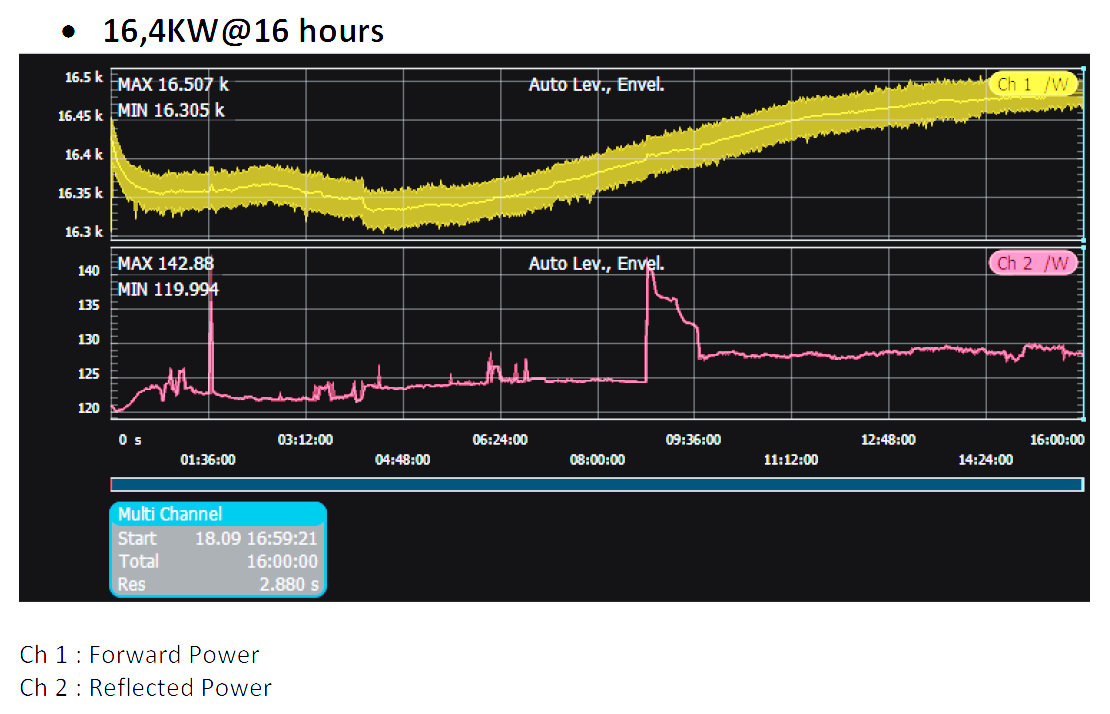 • 16,4KW@16 hours
16.5 k
MAX 16.507 k
Auto Lev., Envel.
Ch 1 /W
MIN 16.305 k
16.45 k
16.4 k
16.35 k
16.3 k
MAX 142.88
Auto Lev., Envel.
Ch 2 /W
140
MIN 119.994
135
130
125
120
0 s 03:12:00 06:24:00 09:36:00 12:48:00 16:00:00
01:36:00 04:48:00 08:00:00 11:12:00 14:24:00
Multi Channel
Start 18.09 16:59:21
Total 16:00:00
Res 2.880 s
Ch 1 : Forward Power
Ch 2 : Reflected Power